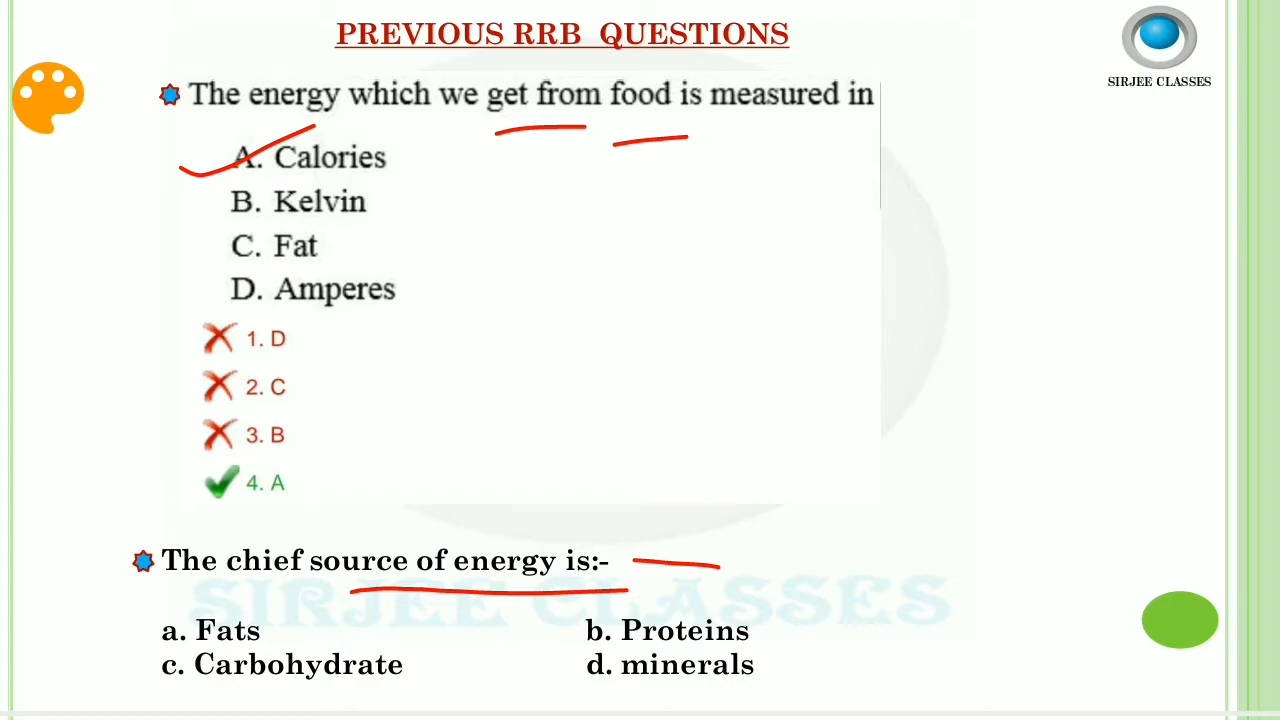 PREVIOUS RRB QUESTIONS
SIRJEE CLASSES
The energy which we get from food is measured in
A. Calories
B. Kelvin
C. Fat
D. Amperes
1. D
2. C
3. B
4. A
The chief source of energy is:-
SIRJEE CLASSES
a. Fats b. Proteins
c. Carbohydrate d. minerals